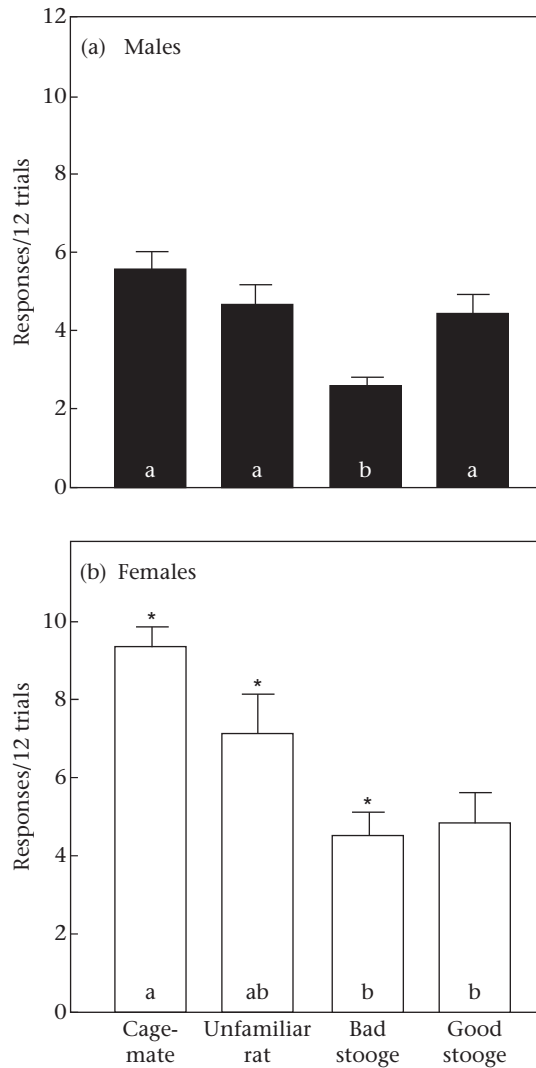 12
(a) Males
10
8
6
4
2
0
Responses/12 trials
a a b a
(b) Females
10
8
6
4
2
0
Responses/12 trials
* * *
a ab b b
Cage-
mate
Unfamiliar
rat
Bad
stooge
Good
stooge